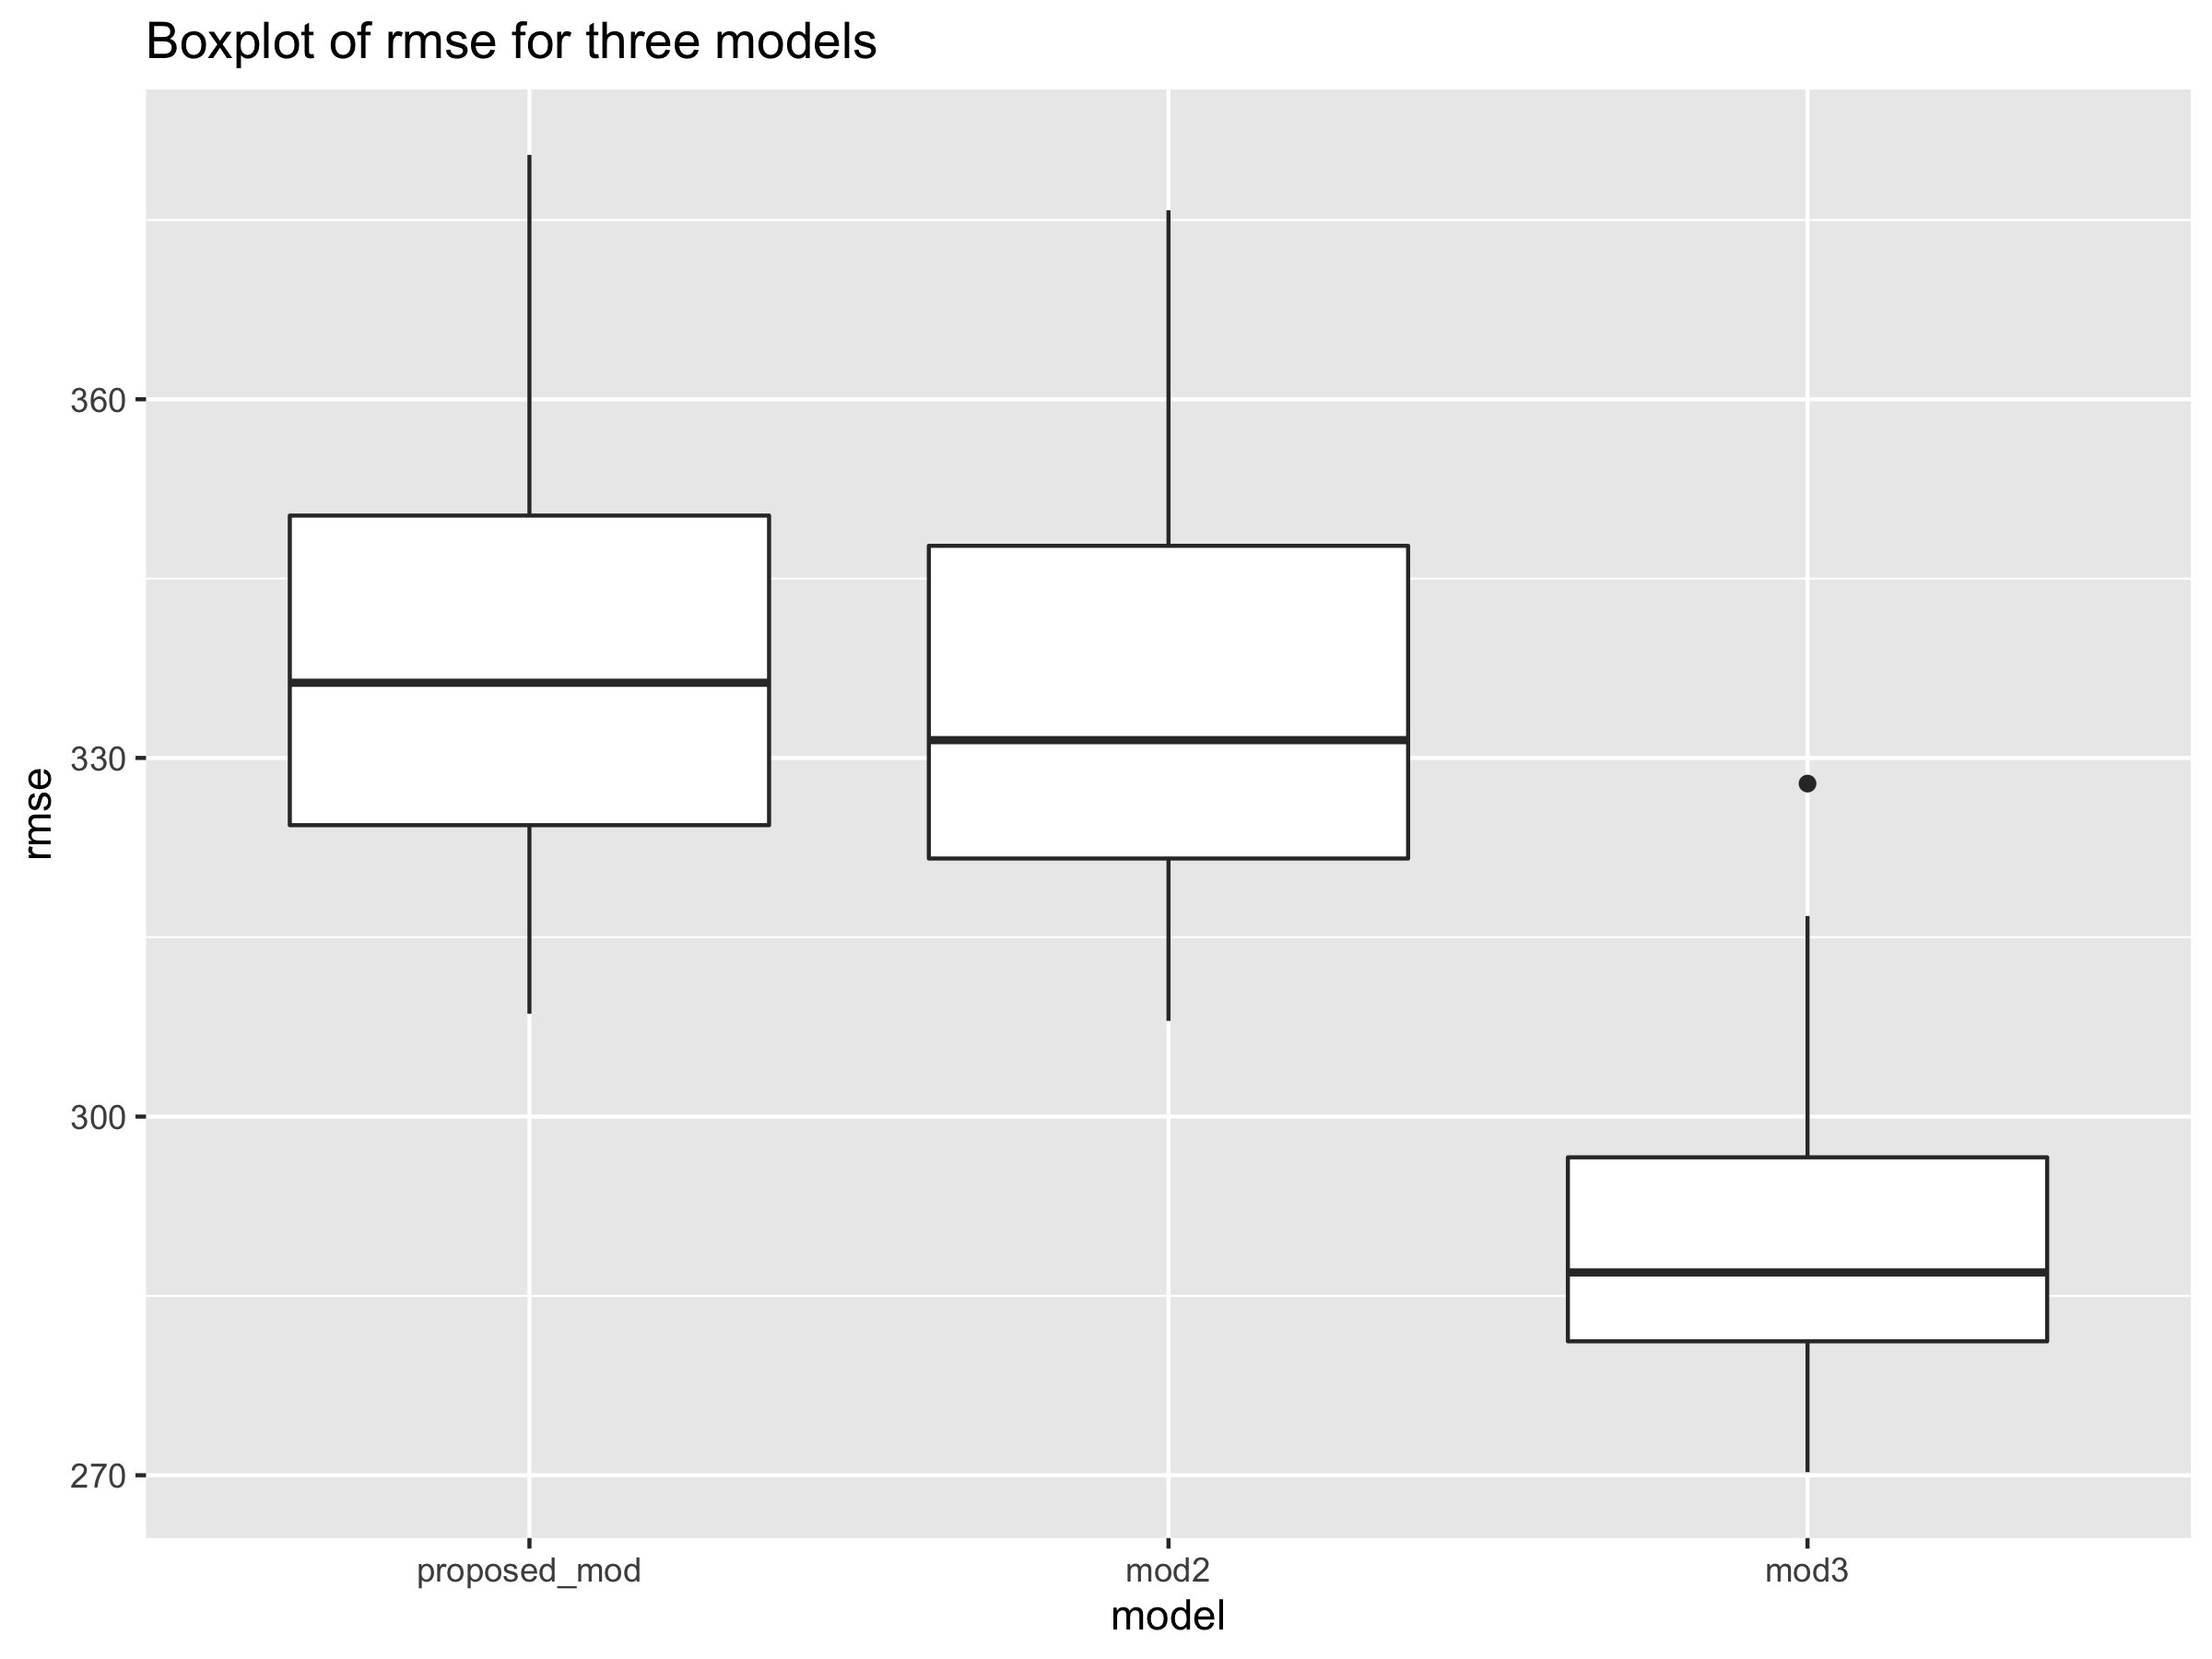 Boxplot of rmse for three models
rmse
360
330
300
270
proposed_mod mod2 mod3
model